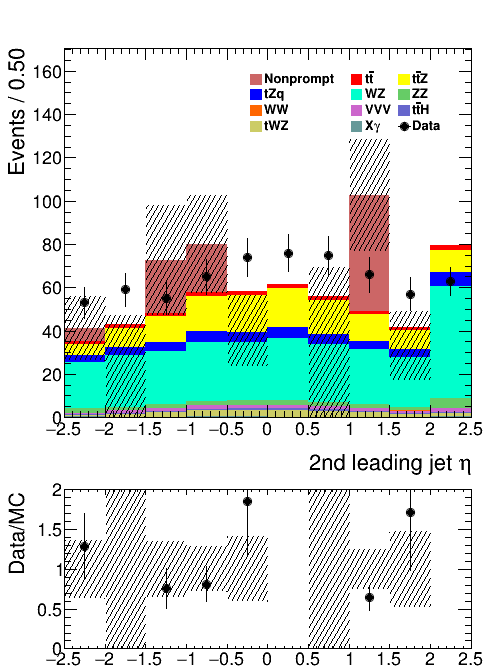 Events / 0.50
160
140
120
100
80
60
40
20
0
Nonprompt tt̄ tt̄Z
tZq WZ ZZ
WW VVV tt̄H
tWZ Xγ Data
−2.5 −2 −1.5 −1 −0.5 0 0.5 1 1.5 2 2.5
2nd leading jet η
Data/MC
2
1.5
1
0.5
0
−2.5 −2 −1.5 −1 −0.5 0 0.5 1 1.5 2 2.5